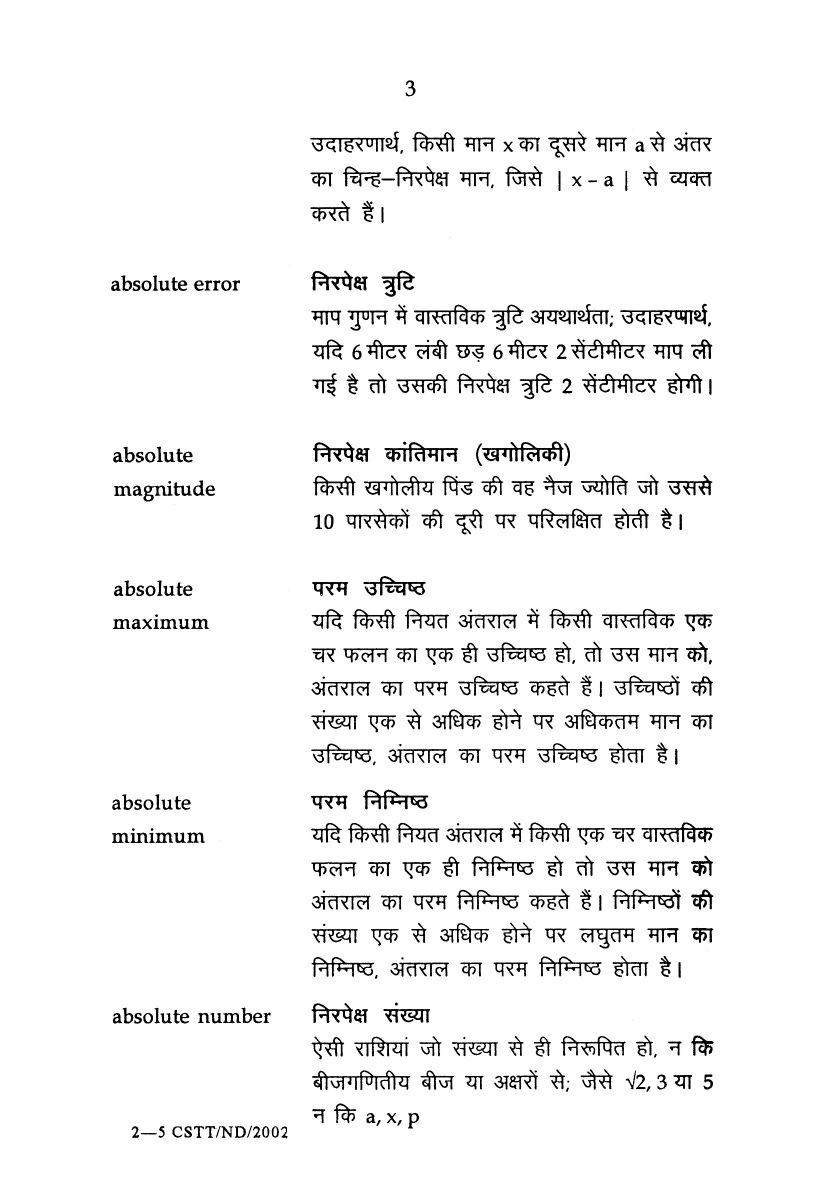 3
उदाहरणार्थ, किसी मान x का दूसरे मान a से अंतर
का चिन्ह–निरपेक्ष मान, जिसे | x – a | से व्यक्त
करते हैं।
absolute error निरपेक्ष त्रुटि
माप गुणन में वास्तविक त्रुटि अयथार्थता; उदाहरणार्थ,
यदि 6 मीटर लंबी छड़ 6 मीटर 2 सेंटीमीटर माप ली
गई है तो उसकी निरपेक्ष त्रुटि 2 सेंटीमीटर होगी।
absolute निरपेक्ष कांतिमान (खगोलिकी)
magnitude किसी खगोलीय पिंड की वह नैज ज्योति जो उससे
10 पारसेकों की दूरी पर परिलक्षित होती है।
absolute परम उच्चिष्ठ
maximum यदि किसी नियत अंतराल में किसी वास्तविक एक
चर फलन का एक ही उच्चिष्ठ हो, तो उस मान को,
अंतराल का परम उच्चिष्ठ कहते हैं। उच्चिष्ठों की
संख्या एक से अधिक होने पर अधिकतम मान का
उच्चिष्ठ, अंतराल का परम उच्चिष्ठ होता है।
absolute परम निम्निष्ठ
minimum यदि किसी नियत अंतराल में किसी एक चर वास्तविक
फलन का एक ही निम्निष्ठ हो तो उस मान को
अंतराल का परम निम्निष्ठ कहते हैं। निम्निष्ठों की
संख्या एक से अधिक होने पर लघुतम मान का
निम्निष्ठ, अंतराल का परम निम्निष्ठ होता है।
absolute number निरपेक्ष संख्या
ऐसी राशियां जो संख्या से ही निरूपित हो, न कि
बीजगणितीय बीज या अक्षरों से; जैसे √2, 3 या 5
न कि a, x, p
2—5 CSTT/ND/2002